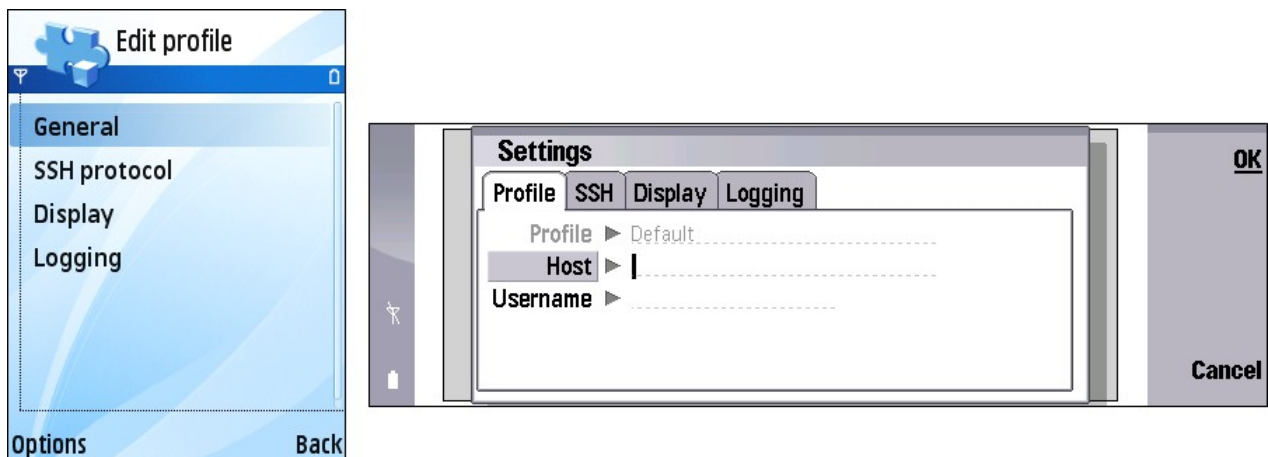 Edit profile
General
SSH protocol
Display
Logging
Options Back
Settings
Profile SSH Display Logging
Profile Default
Host
Username
OK
Cancel